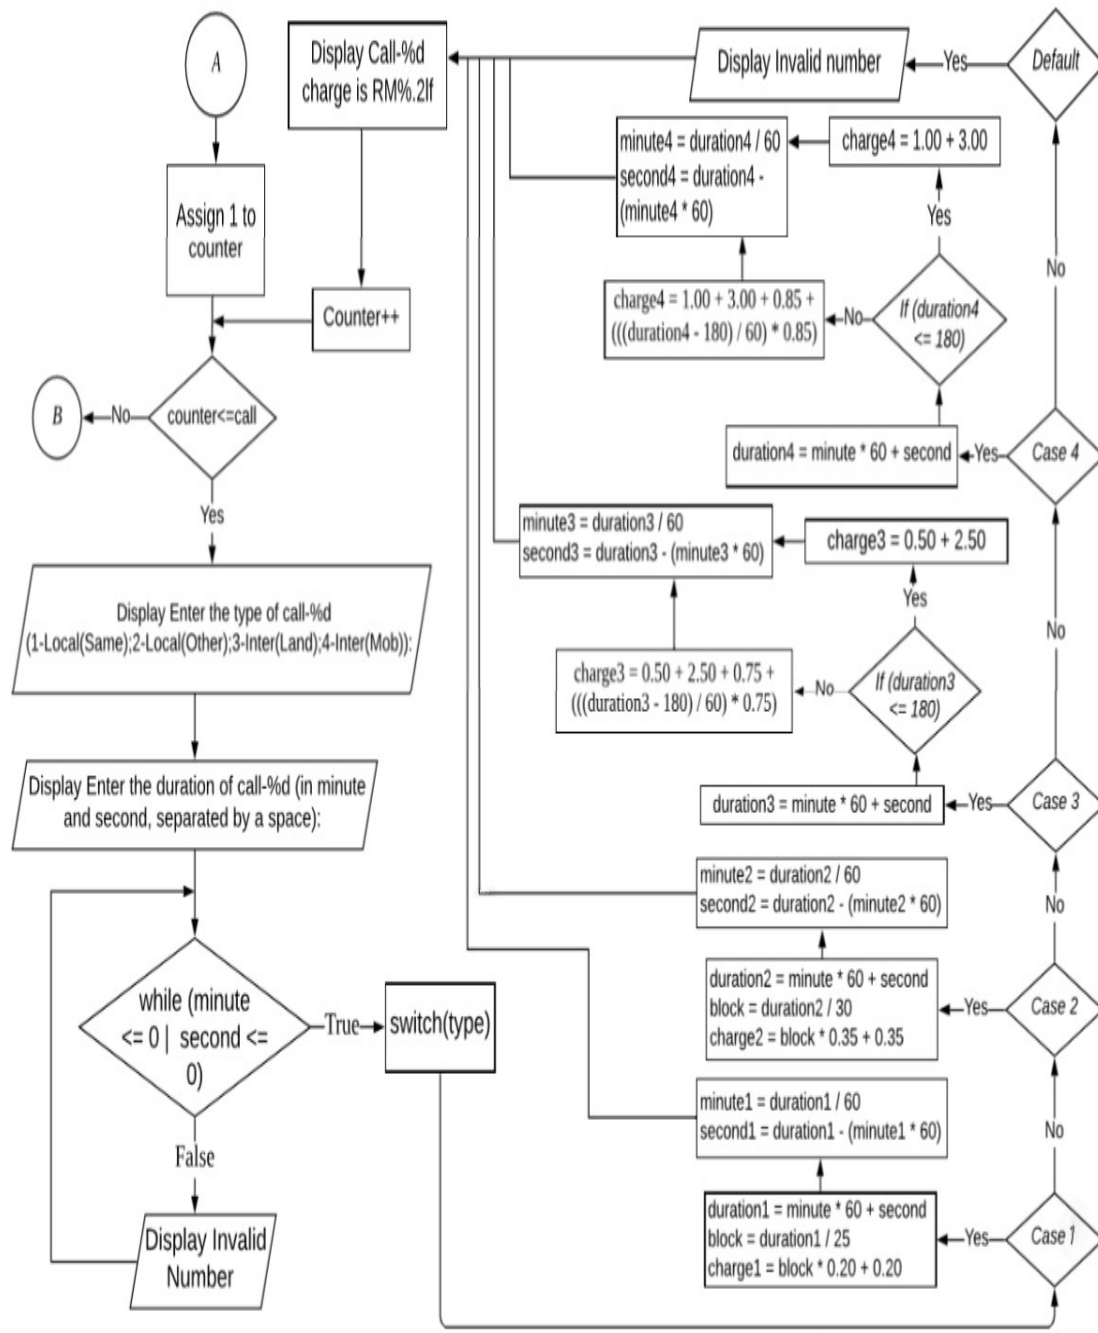 A
Assign 1 to
counter
Display Call-%d
charge is RM%.2lf
Counter++
counter<=call
No
B
Yes
Display Enter the type of call-%d
(1-Local(Same);2-Local(Other);3-Inter(Land);4-Inter(Mob)):
Display Enter the duration of call-%d (in minute
and second, separated by a space):
while (minute
<= 0 | second <=
0)
True
switch(type)
False
Display Invalid
Number
Case 1
Yes
duration1 = minute * 60 + second
block = duration1 / 25
charge1 = block * 0.20 + 0.20
minute1 = duration1 / 60
second1 = duration1 - (minute1 * 60)
No
Case 2
Yes
duration2 = minute * 60 + second
block = duration2 / 30
charge2 = block * 0.35 + 0.35
minute2 = duration2 / 60
second2 = duration2 - (minute2 * 60)
No
Case 3
Yes
duration3 = minute * 60 + second
If (duration3
<= 180)
No
charge3 = 0.50 + 2.50 + 0.75 +
(((duration3 - 180) / 60) * 0.75)
Yes
charge3 = 0.50 + 2.50
minute3 = duration3 / 60
second3 = duration3 - (minute3 * 60)
No
Case 4
Yes
duration4 = minute * 60 + second
If (duration4
<= 180)
No
charge4 = 1.00 + 3.00 + 0.85 +
(((duration4 - 180) / 60) * 0.85)
Yes
charge4 = 1.00 + 3.00
minute4 = duration4 / 60
second4 = duration4 -
(minute4 * 60)
No
Default
Yes
Display Invalid number